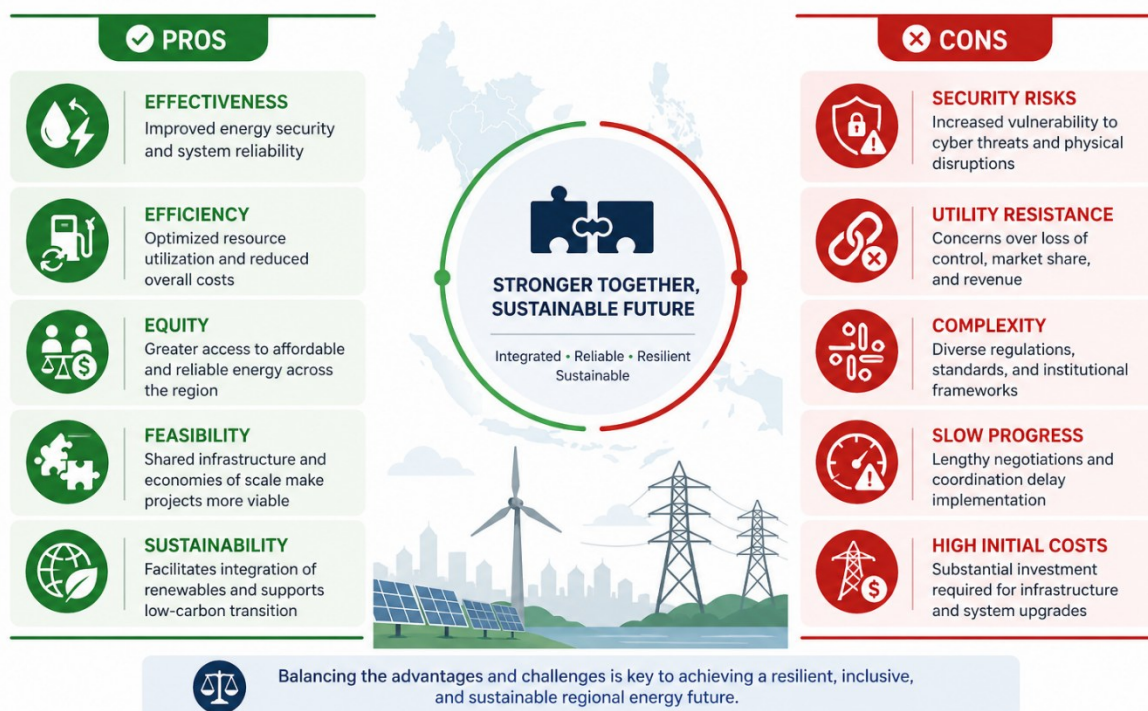 PROS
EFFECTIVENESS
Improved energy security
and system reliability
EFFICIENCY
Optimized resource
utilization and reduced
overall costs
EQUITY
Greater access to affordable
and reliable energy across
the region
FEASIBILITY
Shared infrastructure and
economies of scale make
projects more viable
SUSTAINABILITY
Facilitates integration of
renewables and supports
low-carbon transition
STRONGER TOGETHER,
SUSTAINABLE FUTURE
Integrated • Reliable • Resilient
Sustainable
CONS
SECURITY RISKS
Increased vulnerability to
cyber threats and physical
disruptions
UTILITY RESISTANCE
Concerns over loss of
control, market share,
and revenue
COMPLEXITY
Diverse regulations,
standards, and institutional
frameworks
SLOW PROGRESS
Lengthy negotiations and
coordination delay
implementation
HIGH INITIAL COSTS
Substantial investment
required for infrastructure
and system upgrades
Balancing the advantages and challenges is key to achieving a resilient, inclusive,
and sustainable regional energy future.